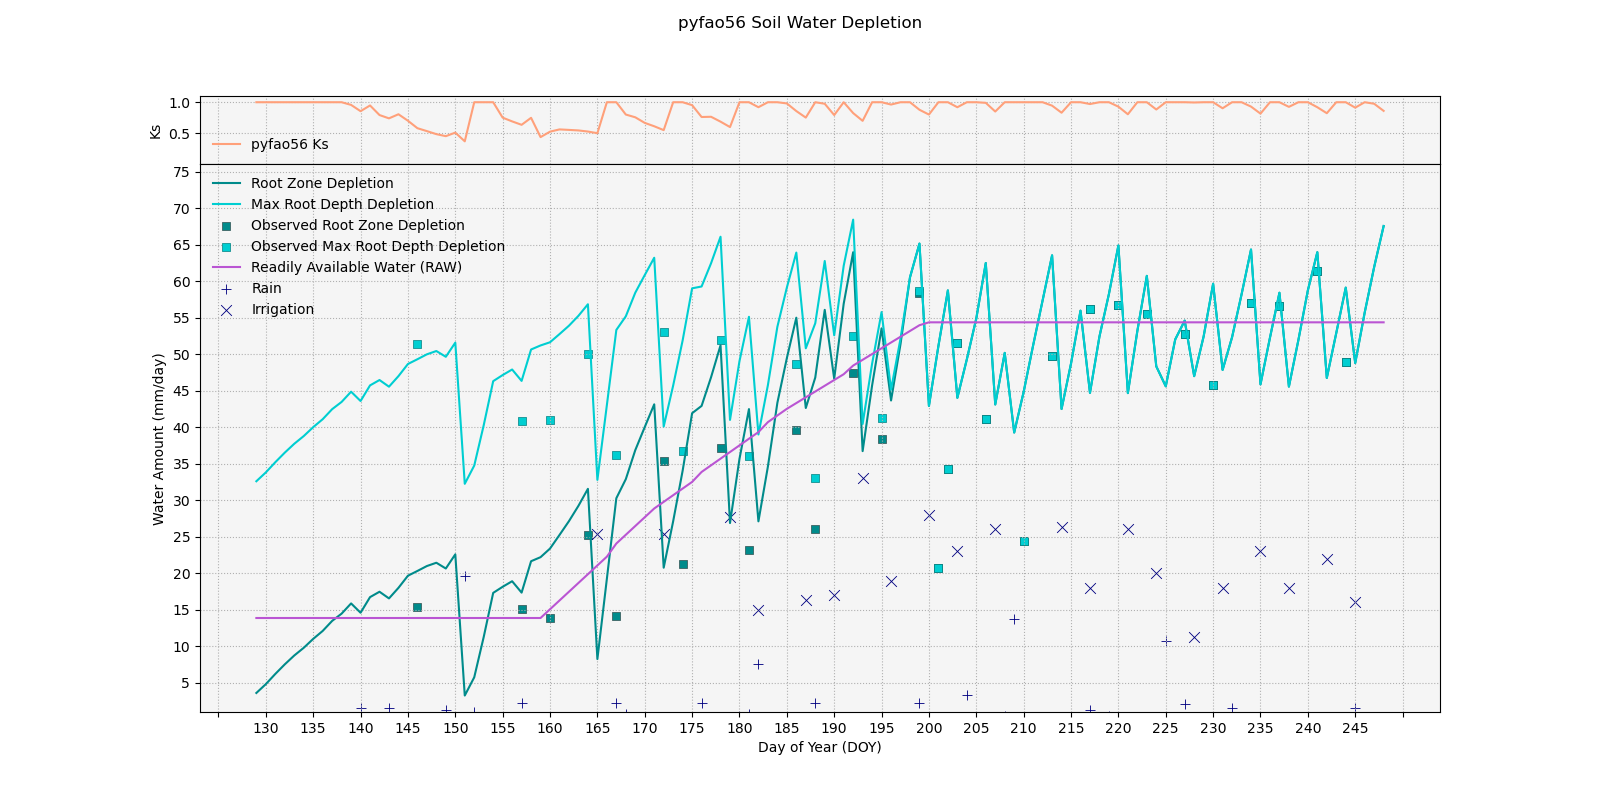 pyfao56 Soil Water Depletion
1.0
0.5
Ks
pyfao56 Ks
75
70
65
60
55
50
45
40
35
30
25
20
15
10
5
Water Amount (mm/day)
Root Zone Depletion
Max Root Depth Depletion
Observed Root Zone Depletion
Observed Max Root Depth Depletion
Readily Available Water (RAW)
Rain
Irrigation
130 135 140 145 150 155 160 165 170 175 180 185 190 195 200 205 210 215 220 225 230 235 240 245
Day of Year (DOY)